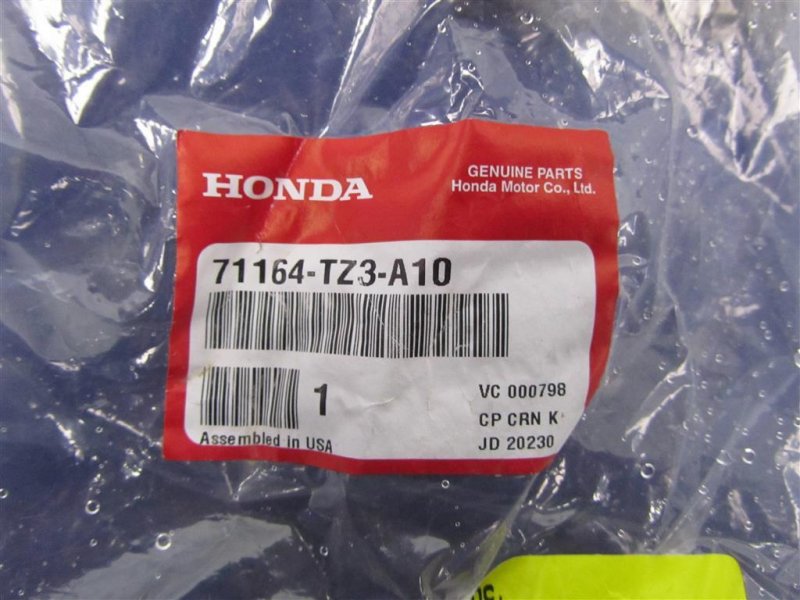 HONDA
GENUINE PARTS
Honda Motor Co., Ltd.
71164-TZ3-A10
1
VC 000798
CP CRN K
Assembled in USA
JD 20230